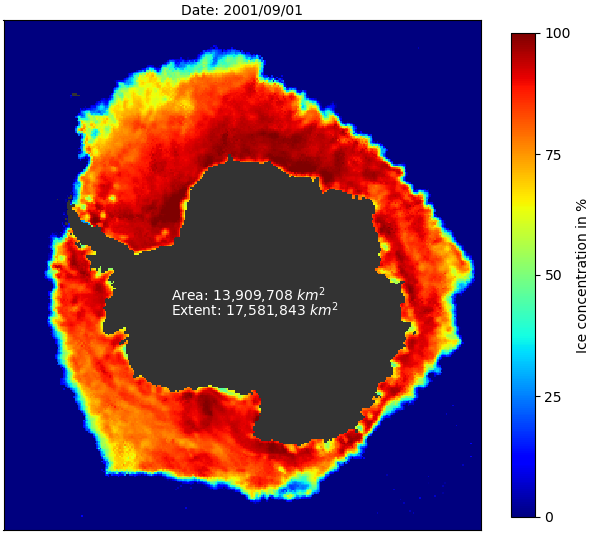 Date: 2001/09/01
100
75
50
25
0
Ice concentration in %
Area: 13,909,708 km²
Extent: 17,581,843 km²